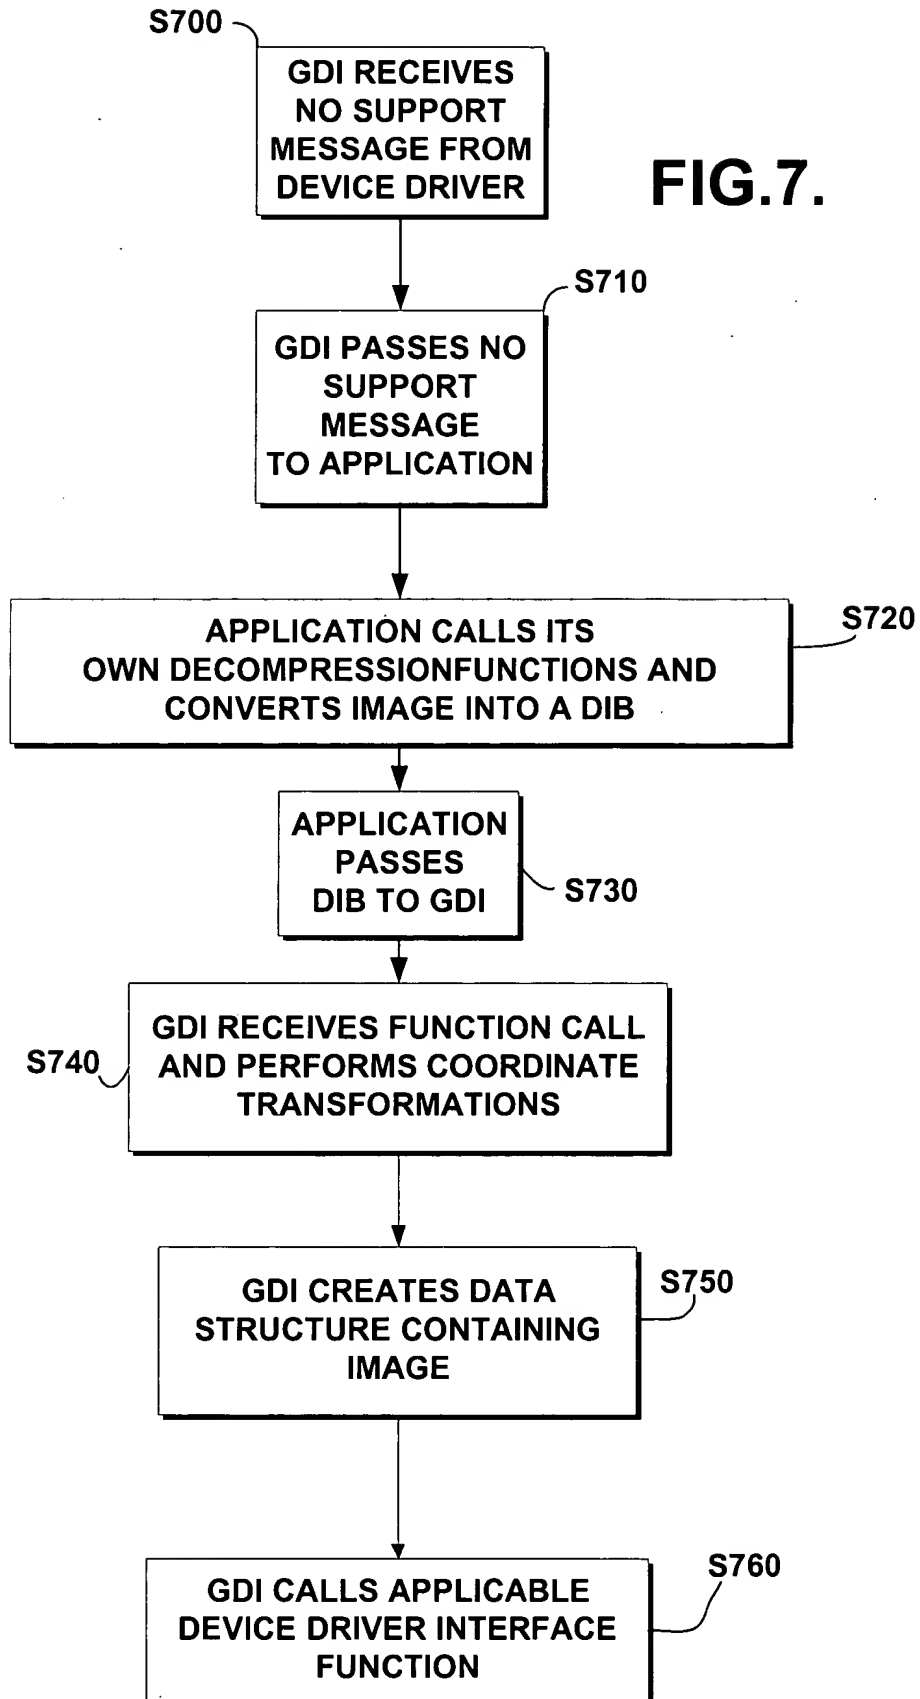 S700
GDI RECEIVES
NO SUPPORT
MESSAGE FROM
DEVICE DRIVER
FIG.7.
S710
GDI PASSES NO
SUPPORT
MESSAGE
TO APPLICATION
S720
APPLICATION CALLS ITS
OWN DECOMPRESSIONFUNCTIONS AND
CONVERTS IMAGE INTO A DIB
APPLICATION
PASSES
DIB TO GDI
S730
S740
GDI RECEIVES FUNCTION CALL
AND PERFORMS COORDINATE
TRANSFORMATIONS
S750
GDI CREATES DATA
STRUCTURE CONTAINING
IMAGE
S760
GDI CALLS APPLICABLE
DEVICE DRIVER INTERFACE
FUNCTION